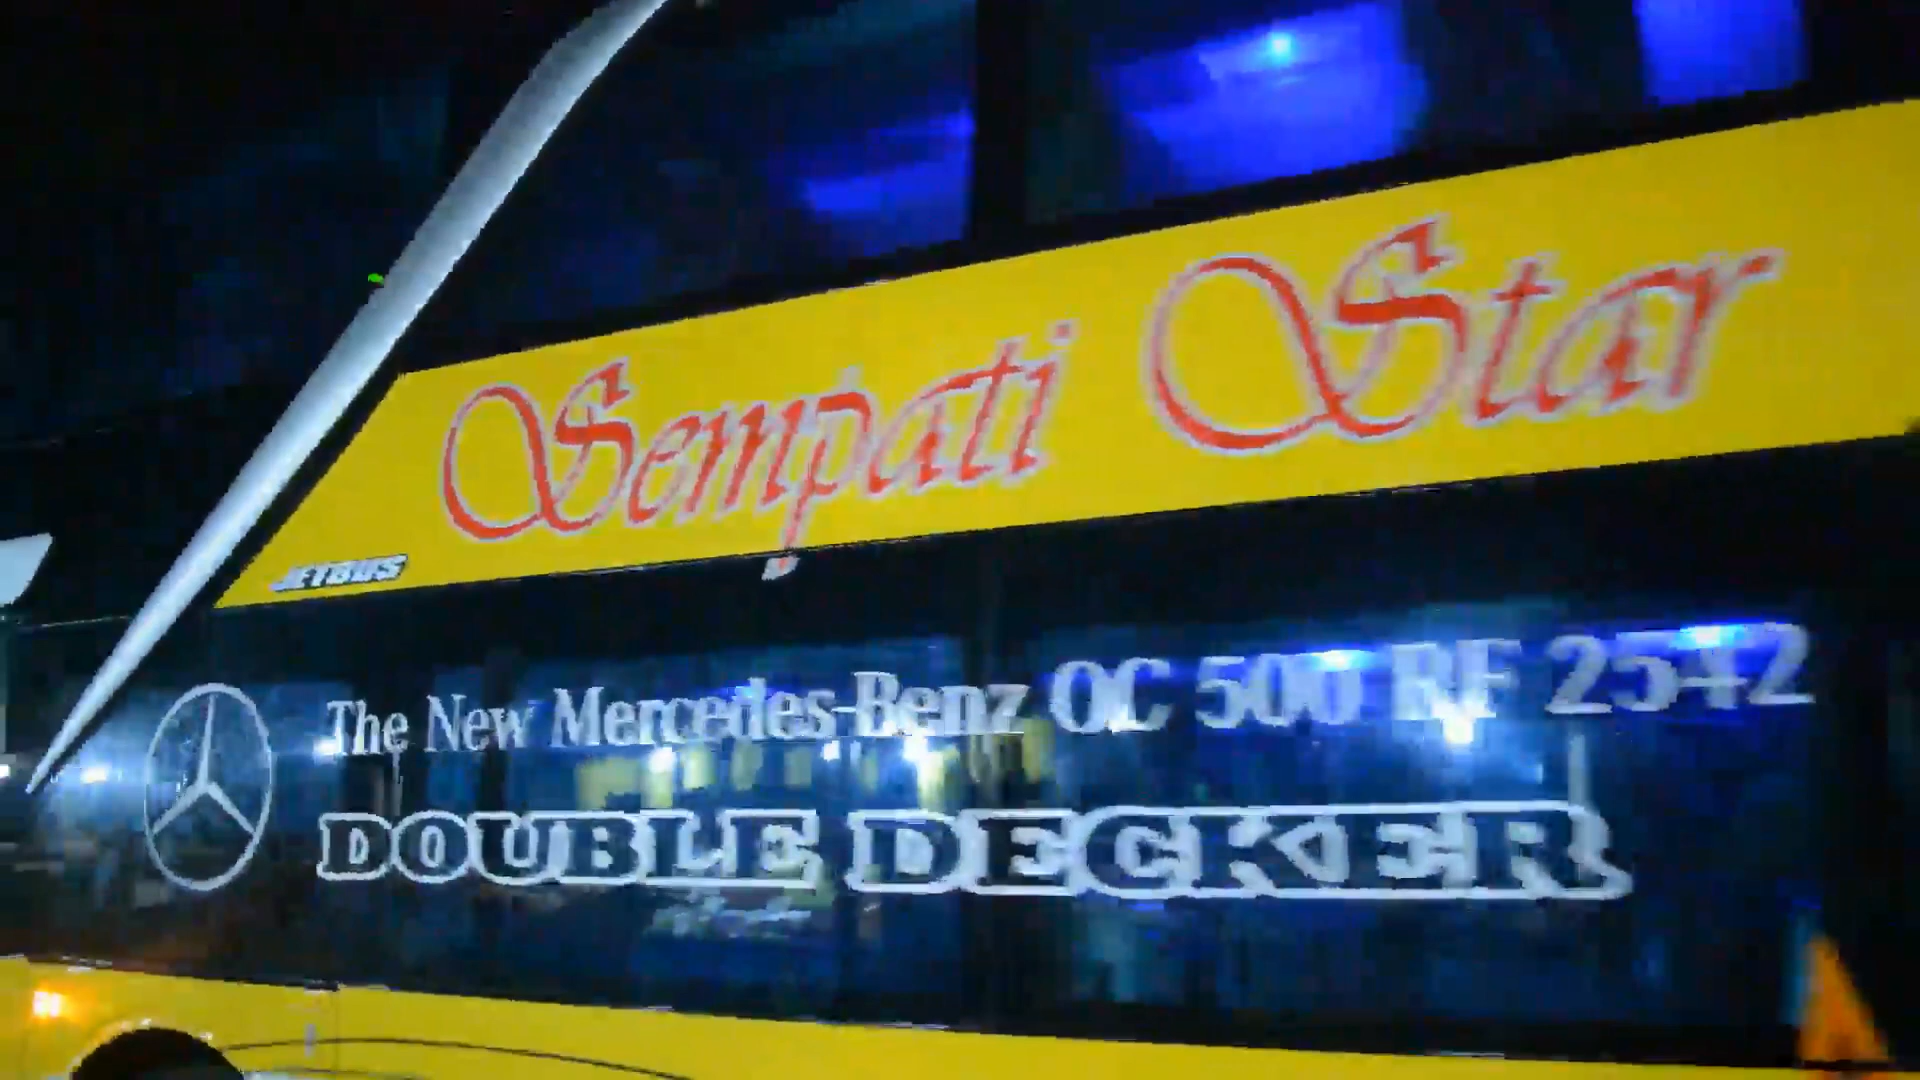 Sempati Star
JETBUS
The New Mercedes-Benz OC 500 RF 2542
DOUBLE DECKER